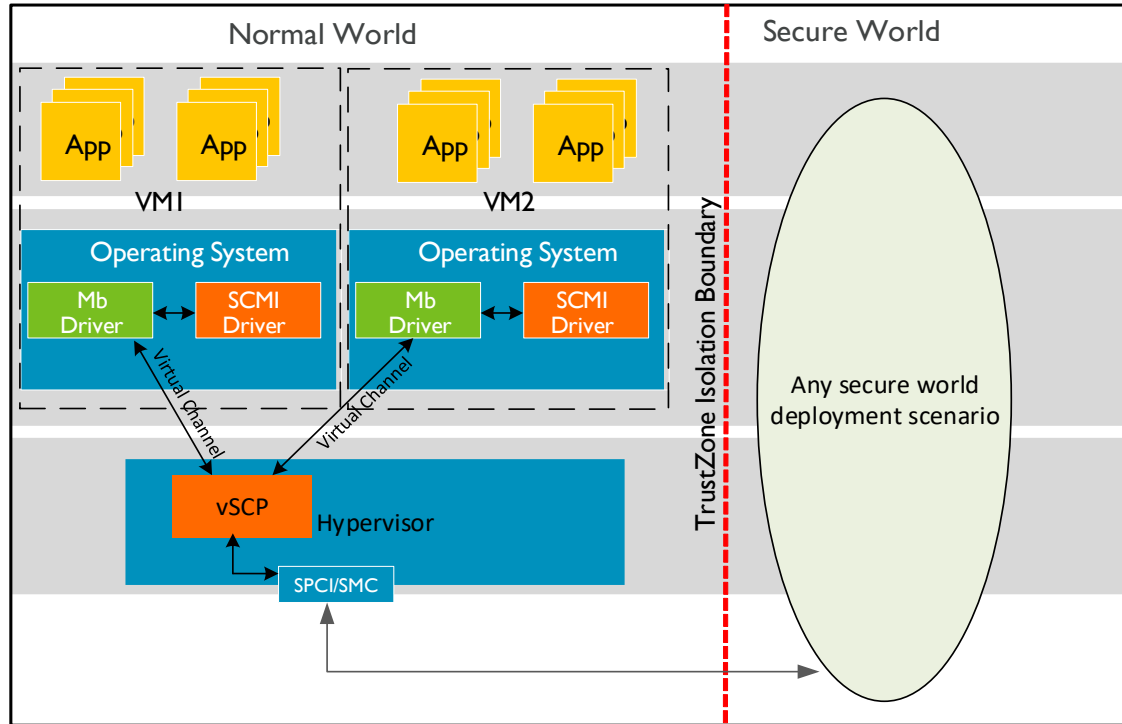 Normal World
Secure World
App
App
App
App
VM1
VM2
Operating System
Operating System
Mb
Driver
SCMI
Driver
Mb
Driver
SCMI
Driver
Virtual Channel
Virtual Channel
TrustZone Isolation Boundary
Any secure world
deployment scenario
vSCP
Hypervisor
SPCI/SMC